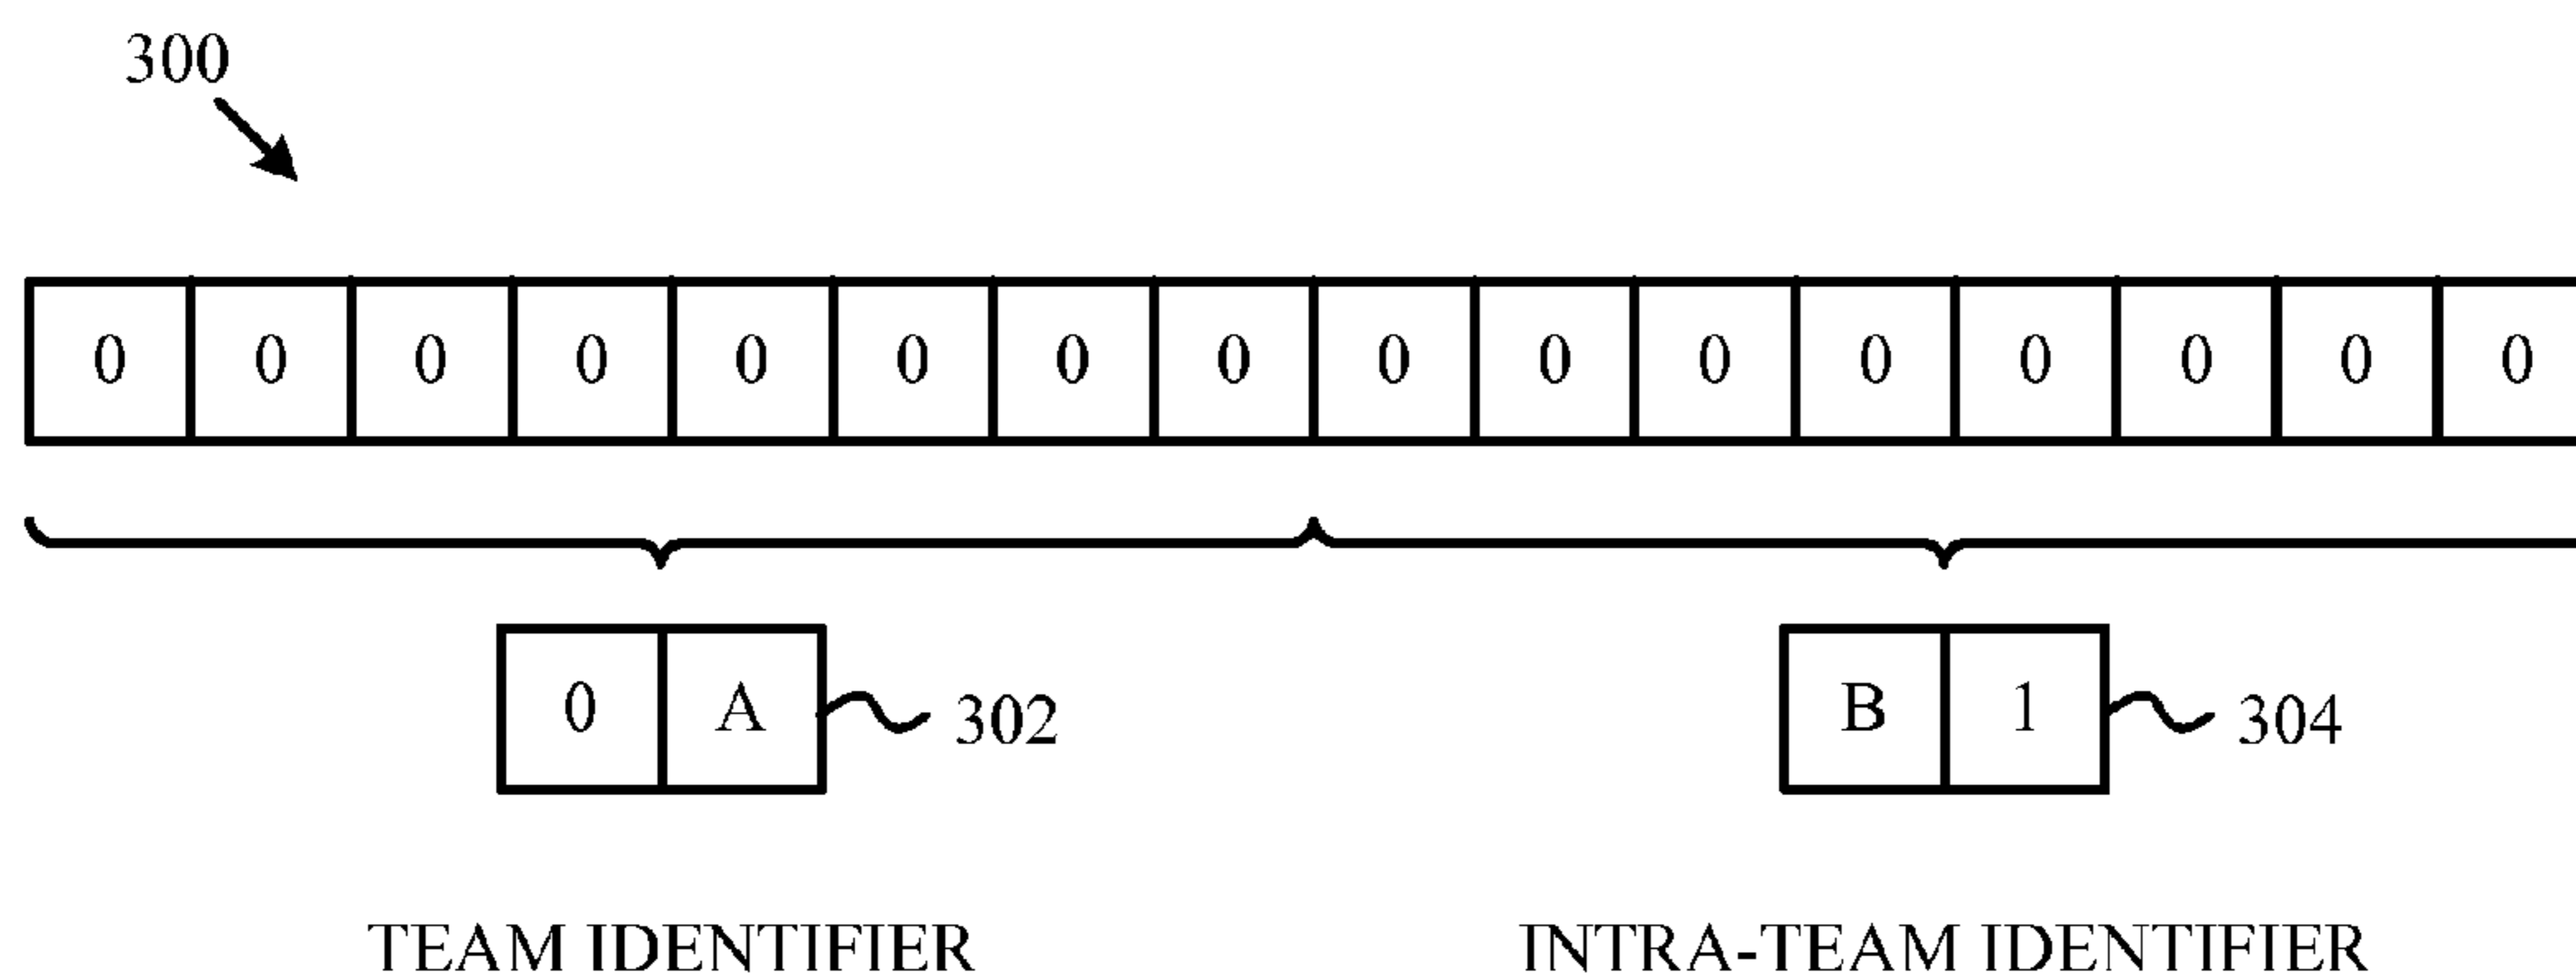 300
0 0 0 0 0 0 0 0 0 0 0 0 0 0 0 0
0 A 302 B 1 304
TEAM IDENTIFIER INTRA-TEAM IDENTIFIER